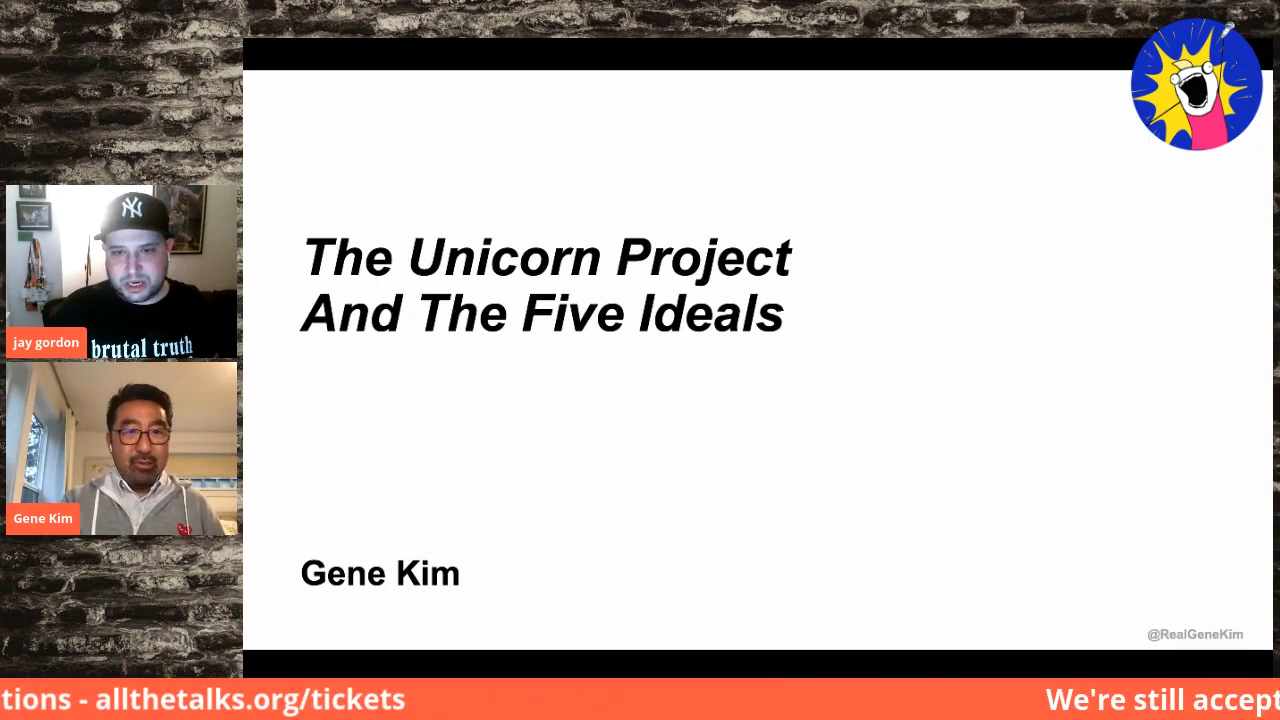 NY
jay gordon
brutal truth
Gene Kim
The Unicorn Project
And The Five Ideals
Gene Kim
@RealGeneKim
tions - allthetalks.org/tickets
We're still accept